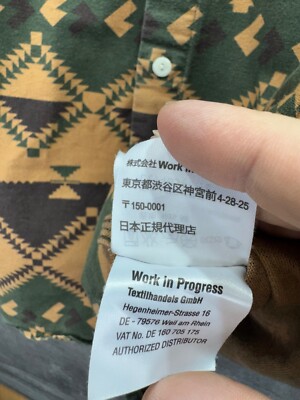 株式会社 Work in
東京都渋谷区神宮前4-28-25
〒150-0001
日本正規代理店
Work in Progress
Textilhandels GmbH
Hegenheimer-Strasse 16
DE - 79576 Weil am Rhein
VAT No. DE 160 705 175
AUTHORIZED DISTRIBUTOR